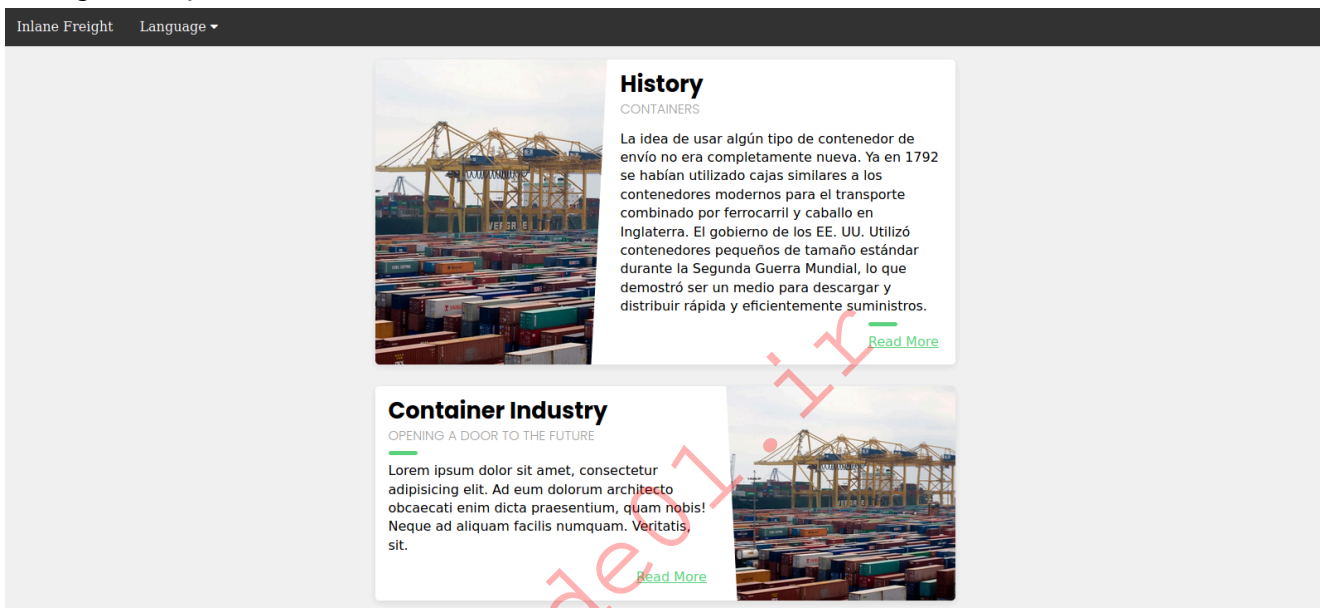 Inlane Freight Language
History
CONTAINERS
La idea de usar algún tipo de contenedor de
envío no era completamente nueva. Ya en 1792
se habían utilizado cajas similares a los
contenedores modernos para el transporte
combinado por ferrocarril y caballo en
Inglaterra. El gobierno de los EE. UU. Utilizó
contenedores pequeños de tamaño estándar
durante la Segunda Guerra Mundial, lo que
demostró ser un medio para descargar y
distribuir rápida y eficientemente suministros.
Read More
Container Industry
OPENING A DOOR TO THE FUTURE
Lorem ipsum dolor sit amet, consectetur
adipisicing elit. Ad eum dolorum architecto
obcaecati enim dicta praesentium, quam nobis!
Neque ad aliquam facilis numquam. Veritatis,
sit.
Read More
de01.ir